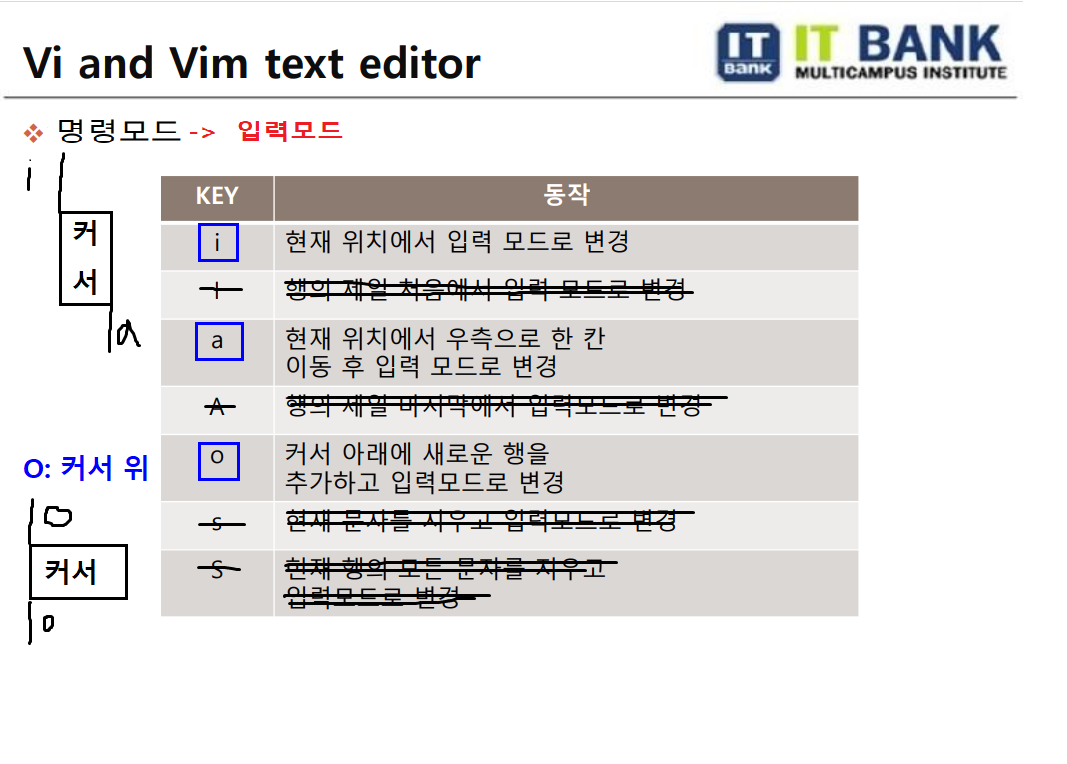 Vi and Vim text editor
IT
Bank
IT BANK
MULTICAMPUS INSTITUTE
명령모드 -> 입력모드
i
커
서
a
KEY 동작
i 현재 위치에서 입력 모드로 변경
I 행의 제일 처음에서 입력 모드로 변경
a 현재 위치에서 우측으로 한 칸
이동 후 입력 모드로 변경
A 행의 제일 마지막에서 입력모드로 변경
o 커서 아래에 새로운 행을
추가하고 입력모드로 변경
s 현재 문자를 지우고 입력모드로 변경
S 현재 행의 모든 문자를 지우고
입력모드로 변경
O: 커서 위
O
커서
o